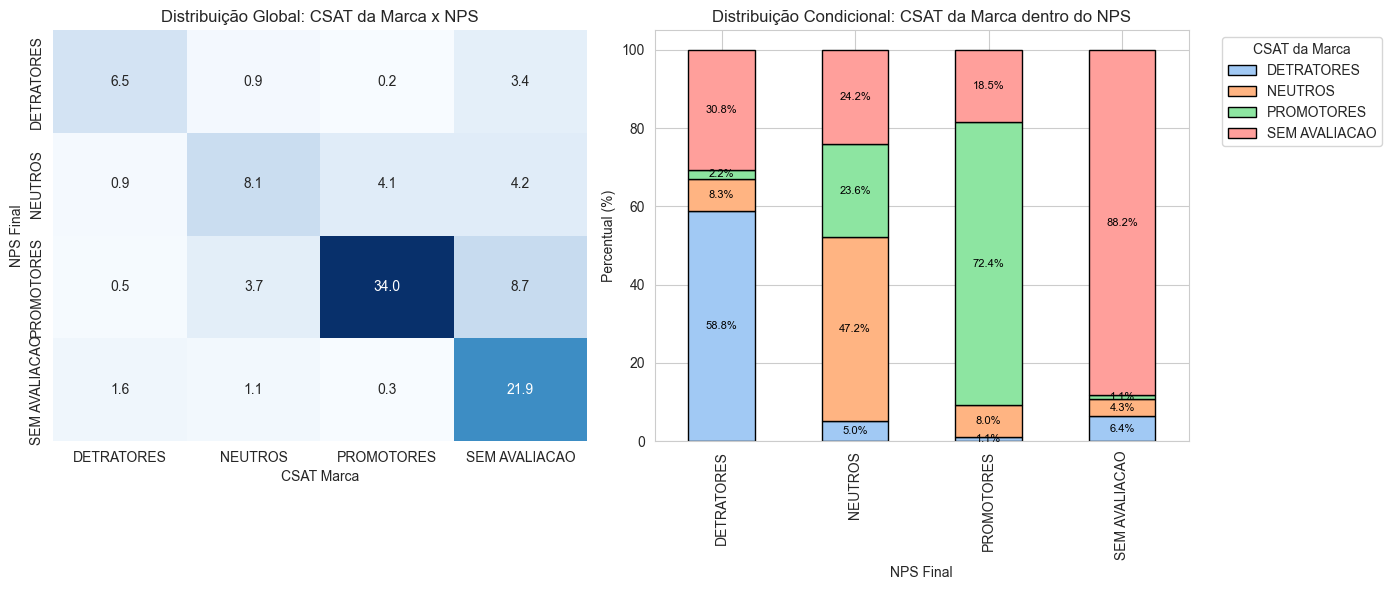 Distribuição Global: CSAT da Marca x NPS
NPS Final
DETRATORES
6.5 0.9 0.2 3.4
NEUTROS
0.9 8.1 4.1 4.2
PROMOTORES
0.5 3.7 34.0 8.7
SEM AVALIACAO
1.6 1.1 0.3 21.9
DETRATORES NEUTROS PROMOTORES SEM AVALIACAO
CSAT Marca
Distribuição Condicional: CSAT da Marca dentro do NPS
Percentual (%)
100
80
60
40
20
0
30.8%
2.2%
8.3%
58.8%
24.2%
23.6%
47.2%
5.0%
18.5%
72.4%
8.0%
1.1%
88.2%
1.1%
4.3%
6.4%
DETRATORES
NEUTROS
PROMOTORES
SEM AVALIACAO
NPS Final
CSAT da Marca
DETRATORES
NEUTROS
PROMOTORES
SEM AVALIACAO